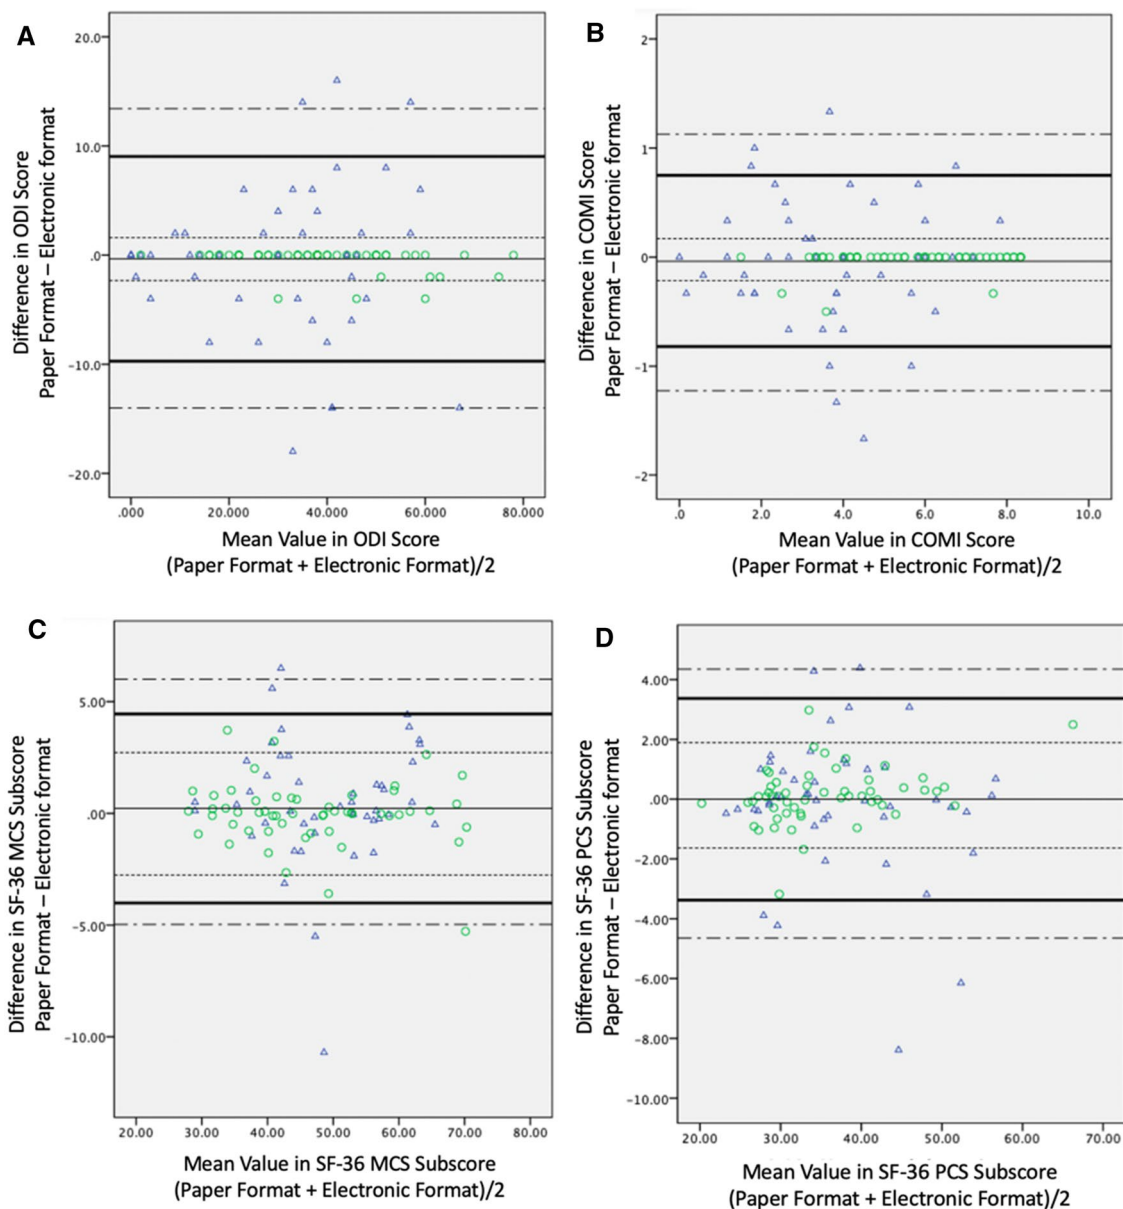 A
Difference in ODI Score
Paper Format – Electronic format
20.0
10.0
.0
-10.0
-20.0
.000
20.000
40.000
60.000
80.000
Mean Value in ODI Score
(Paper Format + Electronic Format)/2
B
Difference in COMI Score
Paper Format – Electronic format
2
1
0
-1
-2
.0
2.0
4.0
6.0
8.0
10.0
Mean Value in COMI Score
(Paper Format + Electronic Format)/2
C
Difference in SF-36 MCS Subscore
Paper Format – Electronic format
5.00
.00
-5.00
-10.00
20.00
30.00
40.00
50.00
60.00
70.00
80.00
Mean Value in SF-36 MCS Subscore
(Paper Format + Electronic Format)/2
D
Difference in SF-36 PCS Subscore
Paper Format – Electronic format
4.00
2.00
.00
-2.00
-4.00
-6.00
-8.00
-10.00
20.00
30.00
40.00
50.00
60.00
70.00
Mean Value in SF-36 PCS Subscore
(Paper Format + Electronic Format)/2